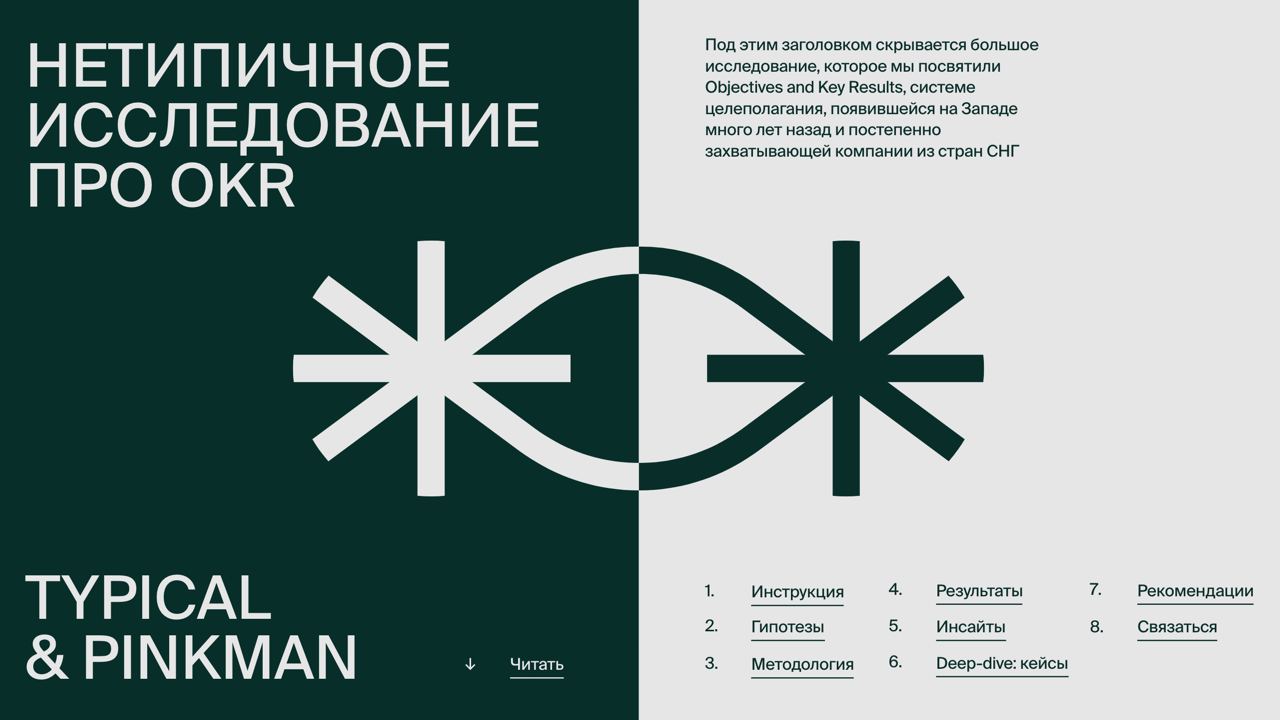 НЕТИПИЧНОЕ
ИССЛЕДОВАНИЕ
ПРО OKR
Под этим заголовком скрывается большое
исследование, которое мы посвятили
Objectives and Key Results, системе
целеполагания, появившейся на Западе
много лет назад и постепенно
захватывающей компании из стран СНГ
TYPICAL
& PINKMAN
↓ Читать
1. Инструкция
2. Гипотезы
3. Методология
4. Результаты
5. Инсайты
6. Deep-dive: кейсы
7. Рекомендации
8. Связаться